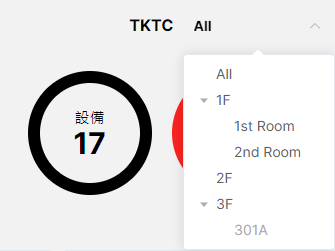 TKTC All
All
1F
1st Room
2nd Room
2F
3F
301A
設備
17